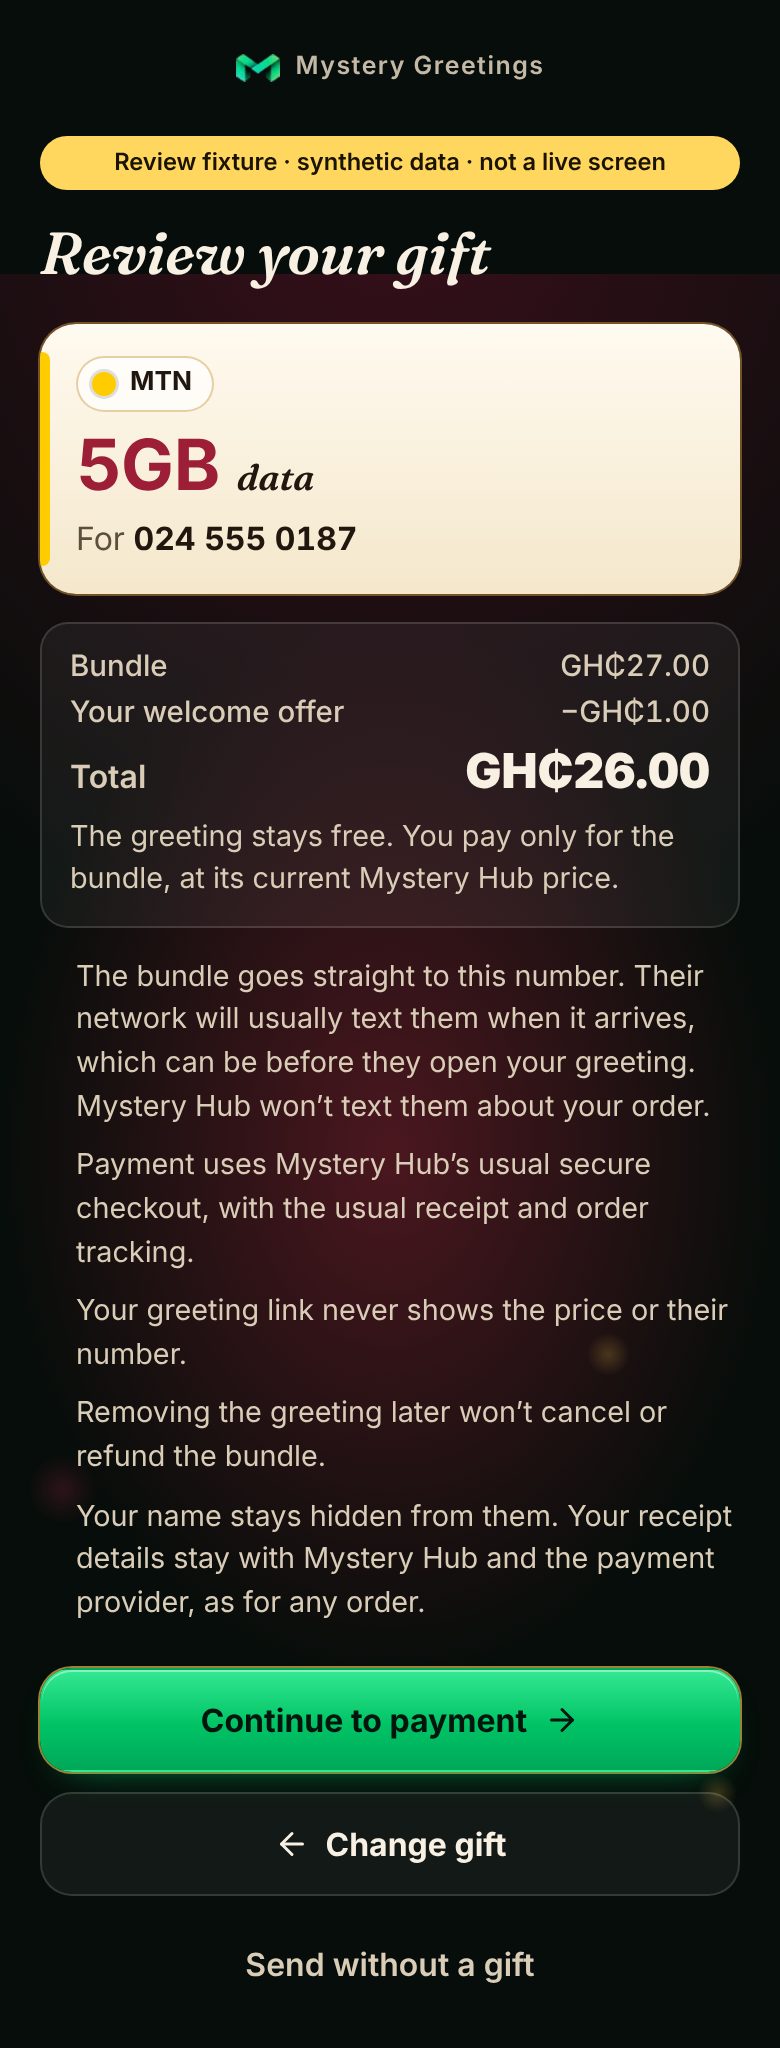 Mystery Greetings
Review fixture · synthetic data · not a live screen
Review your gift
MTN
5GB data
For 024 555 0187
Bundle GH₵27.00
Your welcome offer −GH₵1.00
Total GH₵26.00
The greeting stays free. You pay only for the
bundle, at its current Mystery Hub price.
The bundle goes straight to this number. Their
network will usually text them when it arrives,
which can be before they open your greeting.
Mystery Hub won’t text them about your order.
Payment uses Mystery Hub’s usual secure
checkout, with the usual receipt and order
tracking.
Your greeting link never shows the price or their
number.
Removing the greeting later won’t cancel or
refund the bundle.
Your name stays hidden from them. Your receipt
details stay with Mystery Hub and the payment
provider, as for any order.
Continue to payment →
← Change gift
Send without a gift